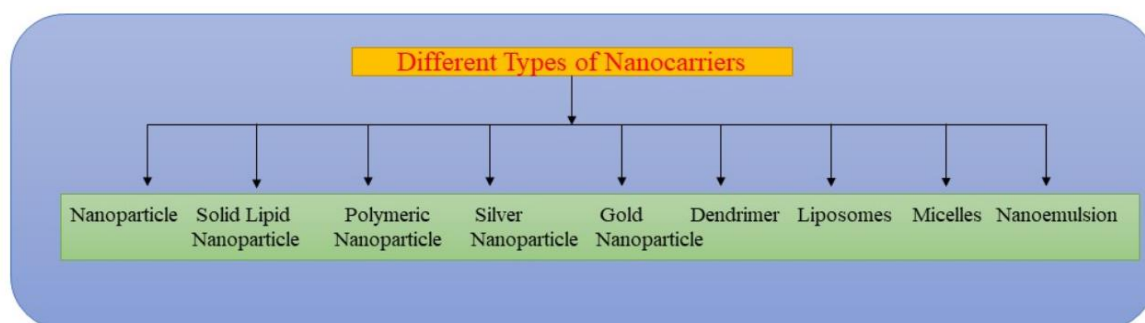 Different Types of Nanocarriers
Nanoparticle Solid Lipid Polymeric Silver Gold Dendrimer Liposomes Micelles Nanoemulsion
Nanoparticle Nanoparticle Nanoparticle Nanoparticle